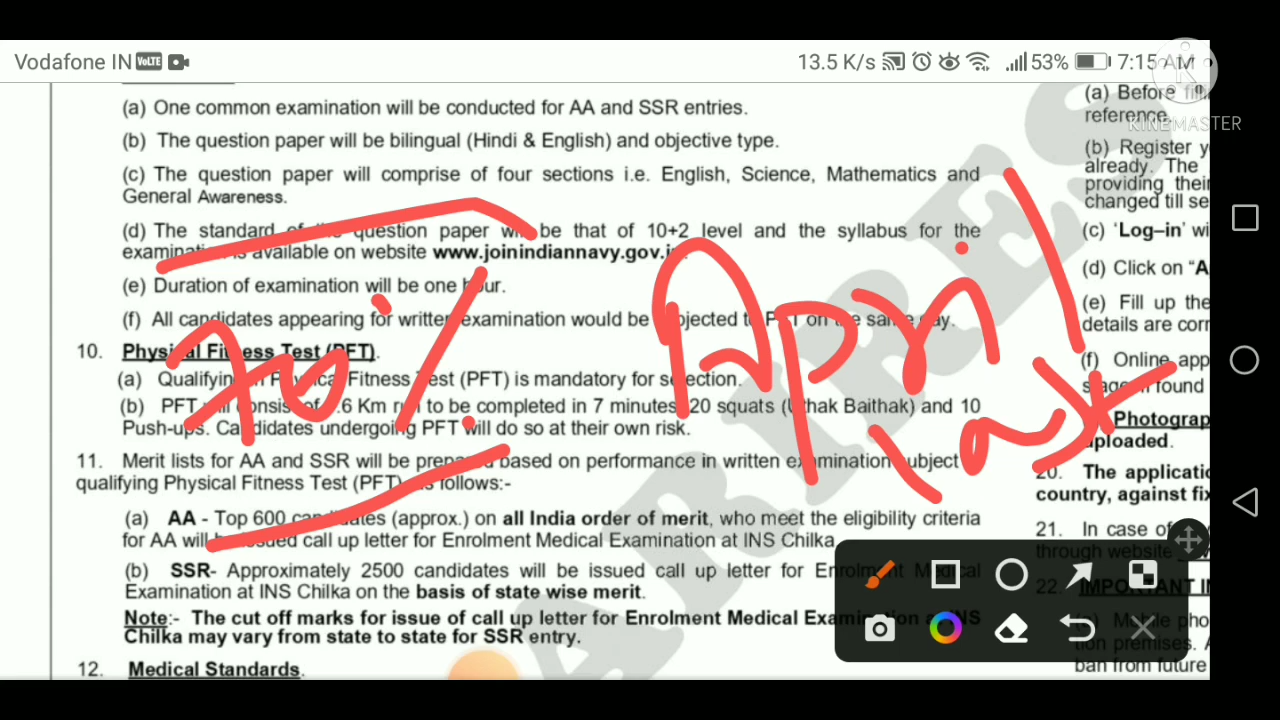 Vodafone IN VoLTE 13.5 K/s 53% 7:15 AM
KINEMASTER
(a) One common examination will be conducted for AA and SSR entries.
(b) The question paper will be bilingual (Hindi & English) and objective type.
(c) The question paper will comprise of four sections i.e. English, Science, Mathematics and
General Awareness.
(d) The standard of the question paper will be that of 10+2 level and the syllabus for the
examination is available on website www.joinindiannavy.gov.in
(e) Duration of examination will be one hour.
(f) All candidates appearing for written examination would be subjected to PFT on the same day.
10. Physical Fitness Test (PFT).
(a) Qualifying in Physical Fitness Test (PFT) is mandatory for selection.
(b) PFT will consist of 1.6 Km run to be completed in 7 minutes, 20 squats (Uthak Baithak) and 10
Push-ups. Candidates undergoing PFT will do so at their own risk.
11. Merit lists for AA and SSR will be prepared based on performance in written examination subject
qualifying Physical Fitness Test (PFT) as follows:-
(a) AA - Top 600 candidates (approx.) on all India order of merit, who meet the eligibility criteria
for AA will be issued call up letter for Enrolment Medical Examination at INS Chilka
(b) SSR- Approximately 2500 candidates will be issued call up letter for Enrolment Medical
Examination at INS Chilka on the basis of state wise merit.
Note:- The cut off marks for issue of call up letter for Enrolment Medical Examination at INS
Chilka may vary from state to state for SSR entry.
12. Medical Standards.
(a) Before
reference.
(b) Register
already. The
providing
changed till
(c) ‘Log–in’
(d) Click on
(e) Fill up the
details are
(f) Online
found
uploaded.
20. The
country, against
21. In case of
through website
22.
ban from future
70%
April
last